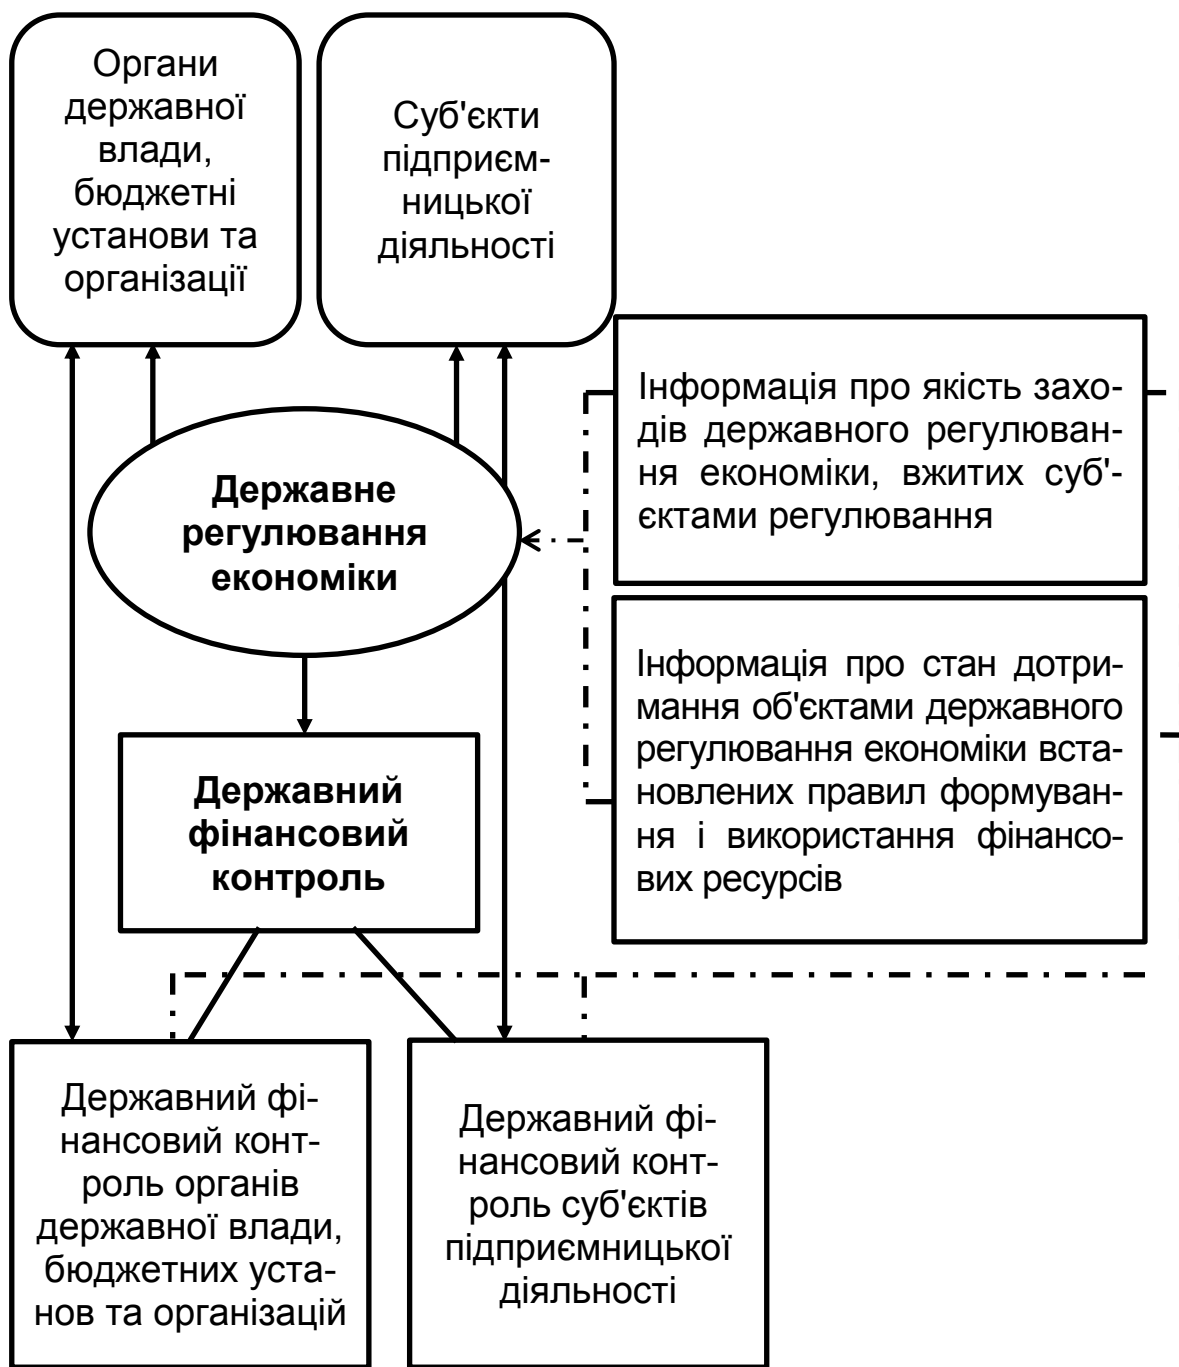 Органи
державної
влади,
бюджетні
установи та
організації
Суб'єкти
підприєм-
ницької
діяльності
Інформація про якість захо-
дів державного регулюван-
ня економіки, вжитих суб'-
єктами регулювання
Державне
регулювання
економіки
Інформація про стан дотри-
мання об'єктами державного
регулювання економіки вста-
новлених правил формуван-
ня і використання фінансо-
вих ресурсів
Державний
фінансовий
контроль
Державний фі-
нансовий конт-
роль органів
державної влади,
бюджетних уста-
нов та організацій
Державний фі-
нансовий конт-
роль суб'єктів
підприємницької
діяльності